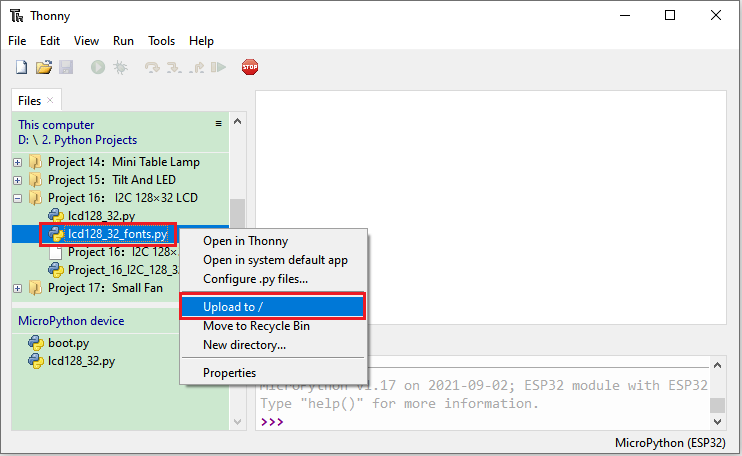 Thonny
File Edit View Run Tools Help
STOP
Files
This computer
D: \ 2. Python Projects
Project 14：Mini Table Lamp
Project 15：Tilt And LED
Project 16： I2C 128×32 LCD
lcd128_32.py
lcd128_32_fonts.py
Project 16：I2C 128×
Project_16_I2C_128_3
Project 17：Small Fan
Open in Thonny
Open in system default app
Configure .py files...
Upload to /
Move to Recycle Bin
New directory...
Properties
MicroPython device
boot.py
lcd128_32.py
MicroPython v1.17 on 2021-09-02; ESP32 module with ESP32
Type "help()" for more information.
>>>
MicroPython (ESP32)